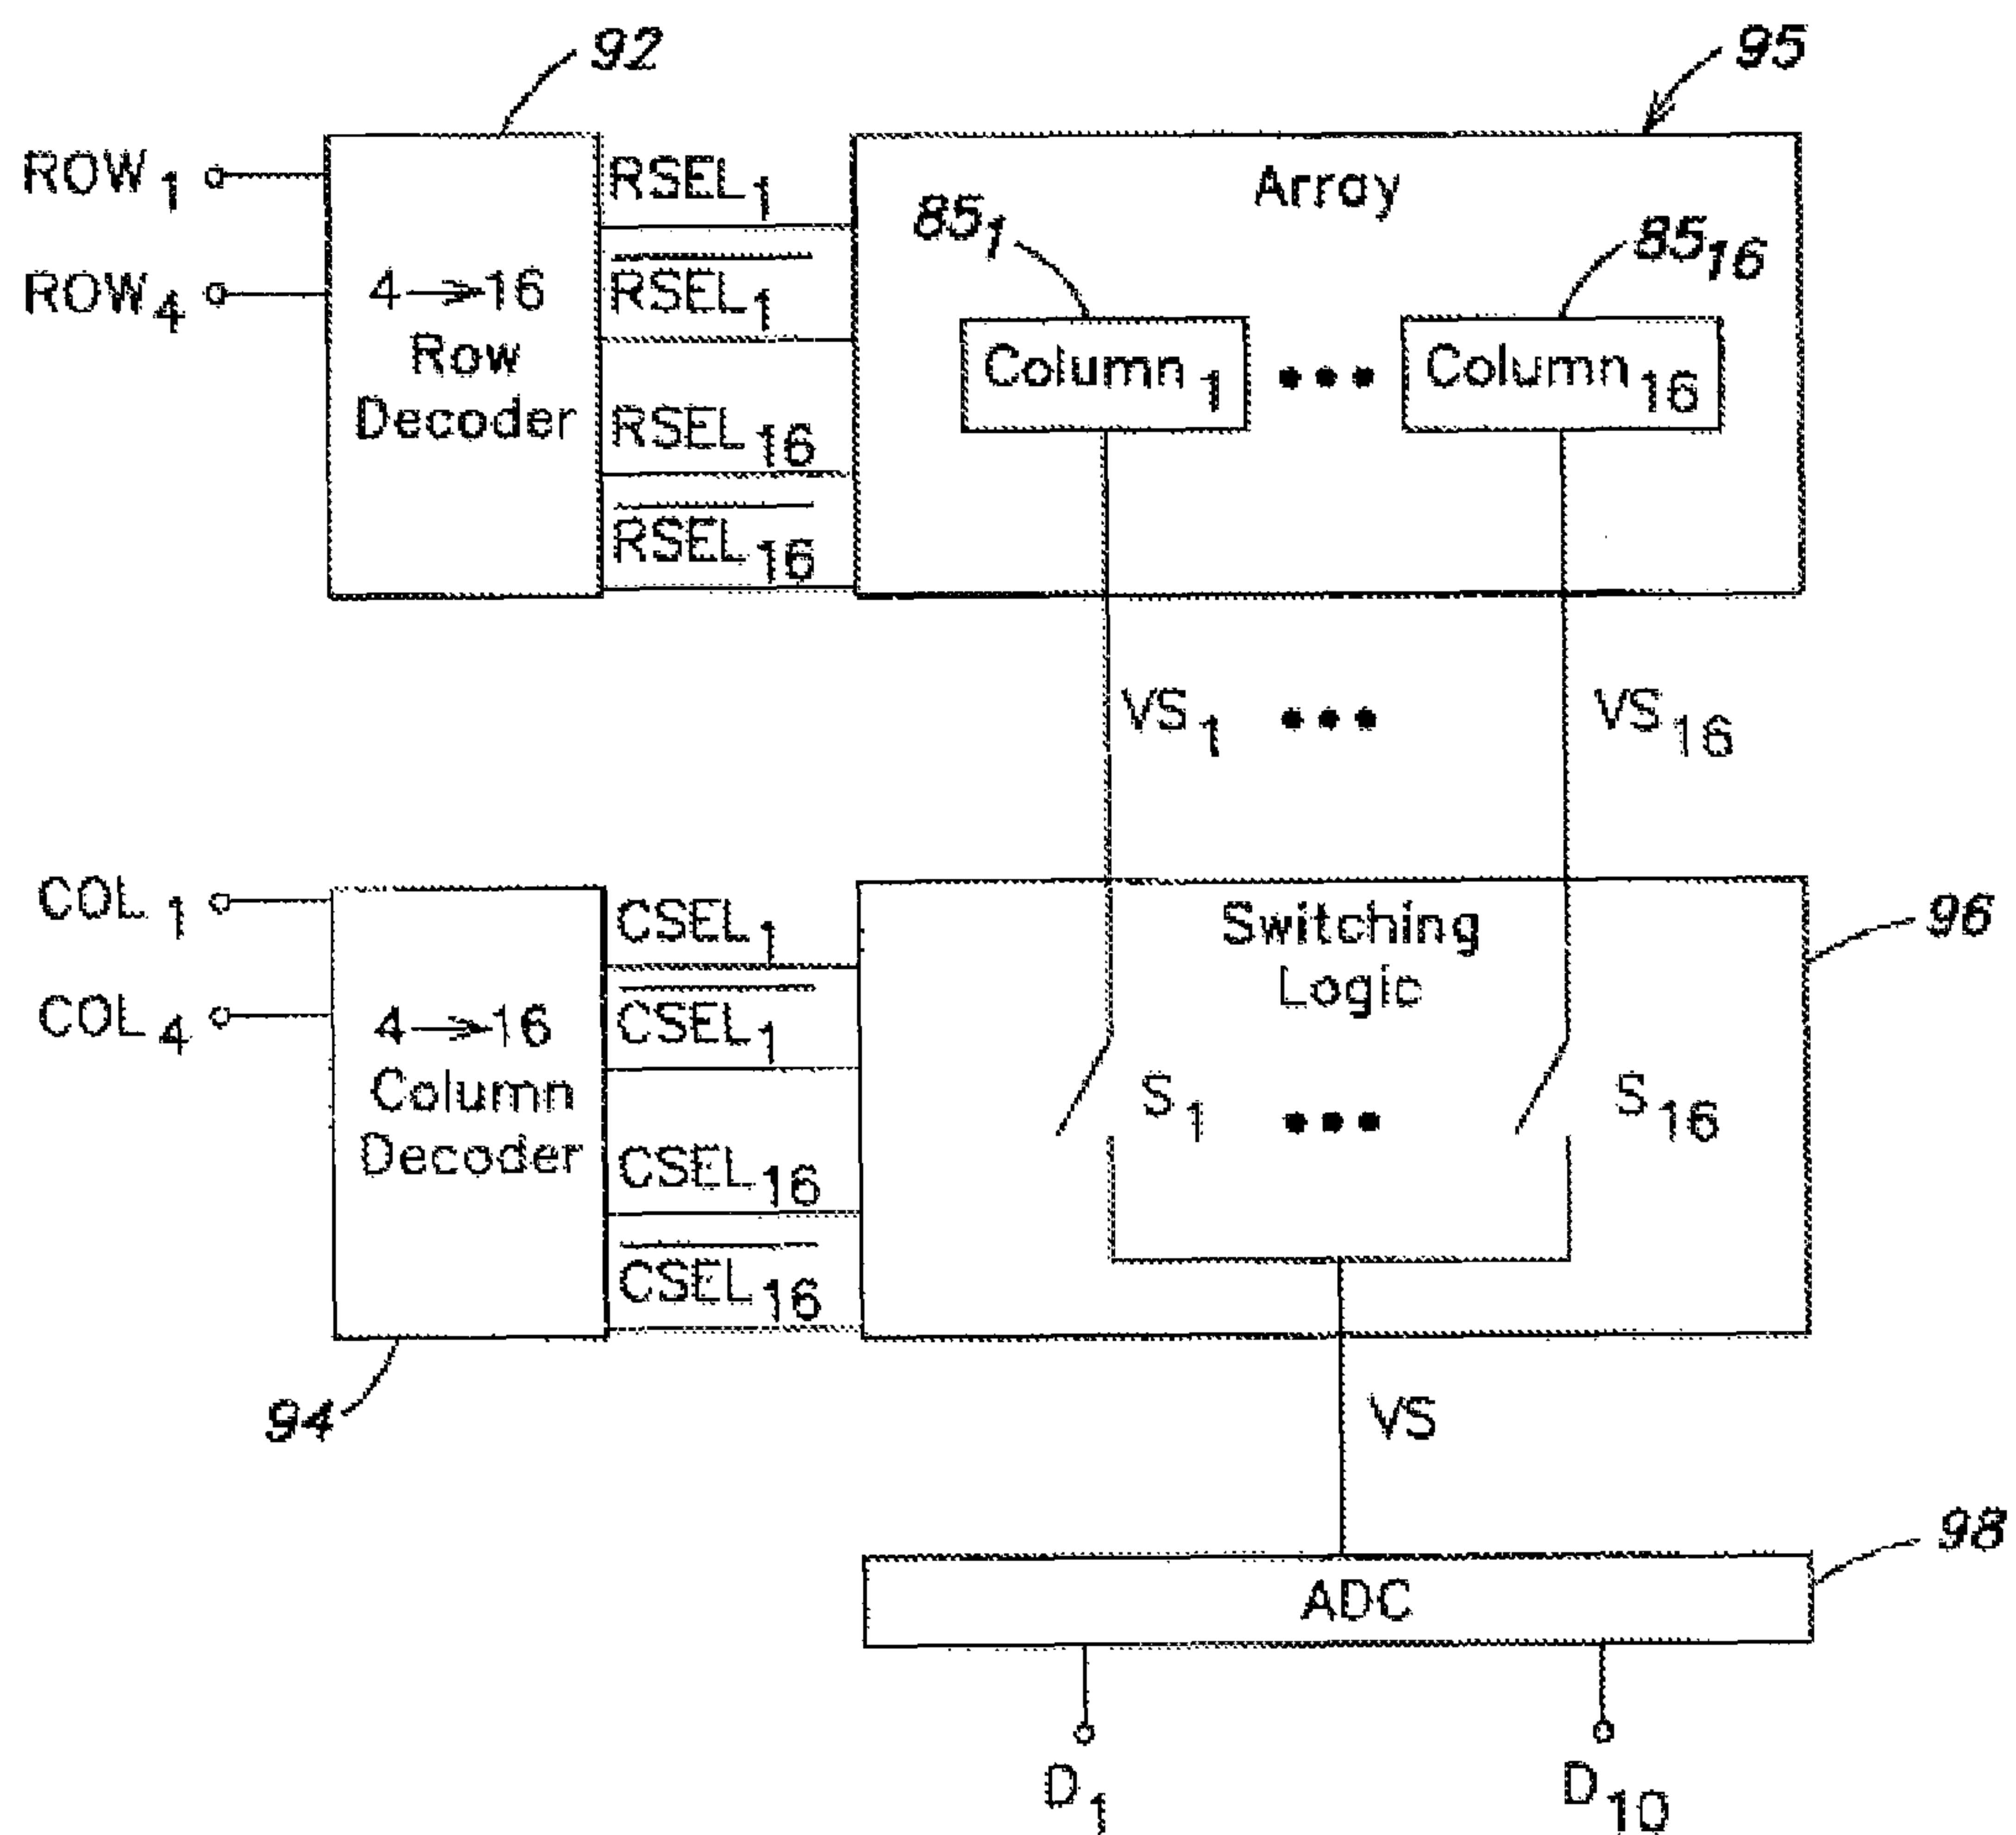 92
95
ROW1
RSEL1
Array
851
8516
ROW4
RSEL1
4→16
Row
Decoder
Column1
•••
Column16
RSEL16
RSEL16
VS1
•••
VS16
COL1
CSEL1
Switching
Logic
96
COL4
CSEL1
4→16
Column
Decoder
S1
•••
S16
CSEL16
CSEL16
94
VS
98
ADC
D1
D10